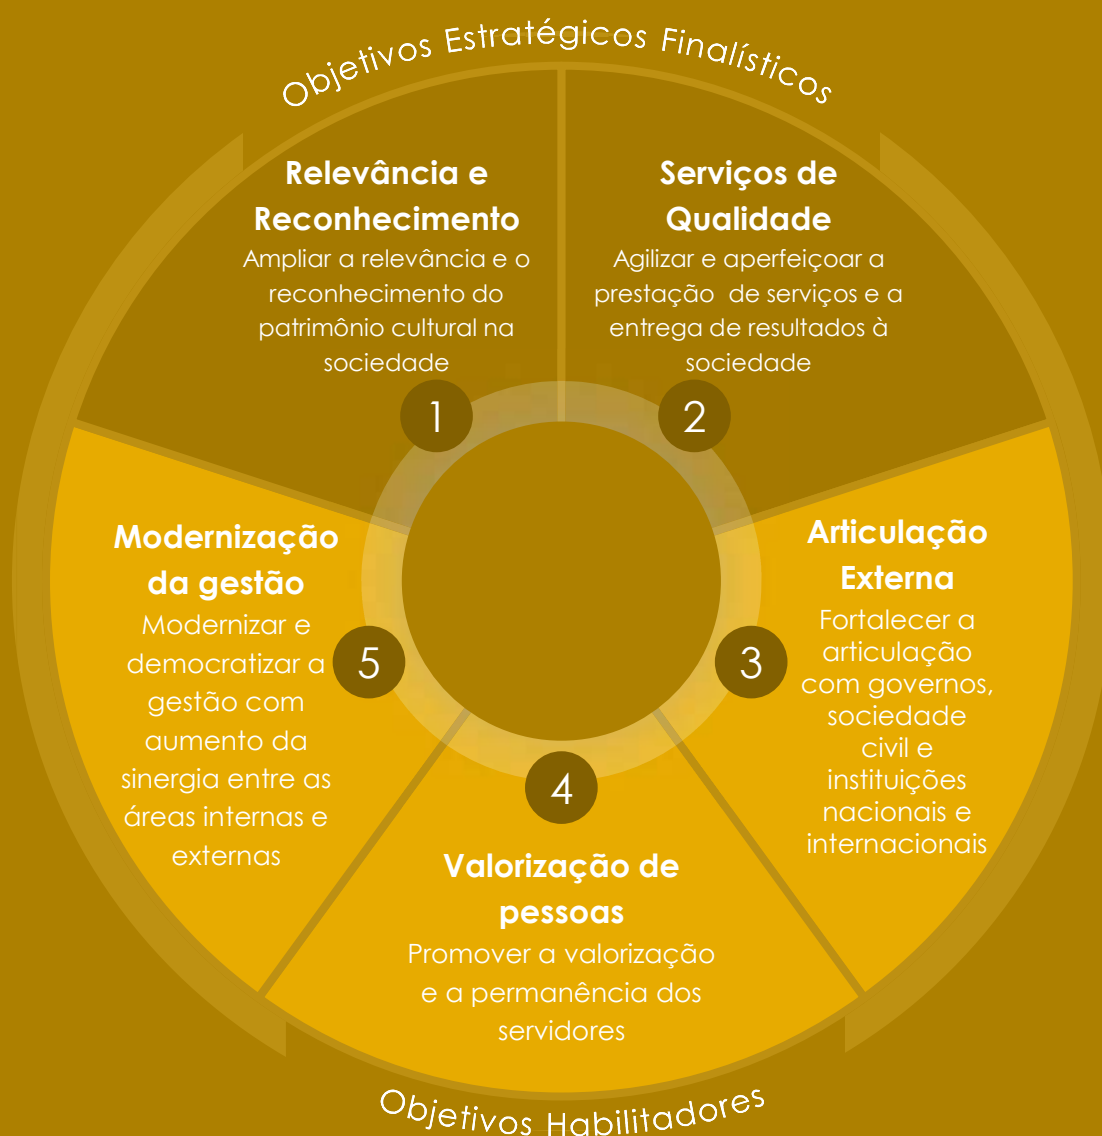 Objetivos Estratégicos Finalísticos
Relevância e
Reconhecimento
Ampliar a relevância e o
reconhecimento do
patrimônio cultural na
sociedade
1
Serviços de
Qualidade
Agilizar e aperfeiçoar a
prestação de serviços e a
entrega de resultados à
sociedade
2
Articulação
Externa
Fortalecer a
articulação
com governos,
sociedade
civil e
instituições
nacionais e
internacionais
3
4
Valorização de
pessoas
Promover a valorização
e a permanência dos
servidores
Modernização
da gestão
Modernizar e
democratizar a
gestão com
aumento da
sinergia entre as
áreas internas e
externas
5
Objetivos Habilitadores